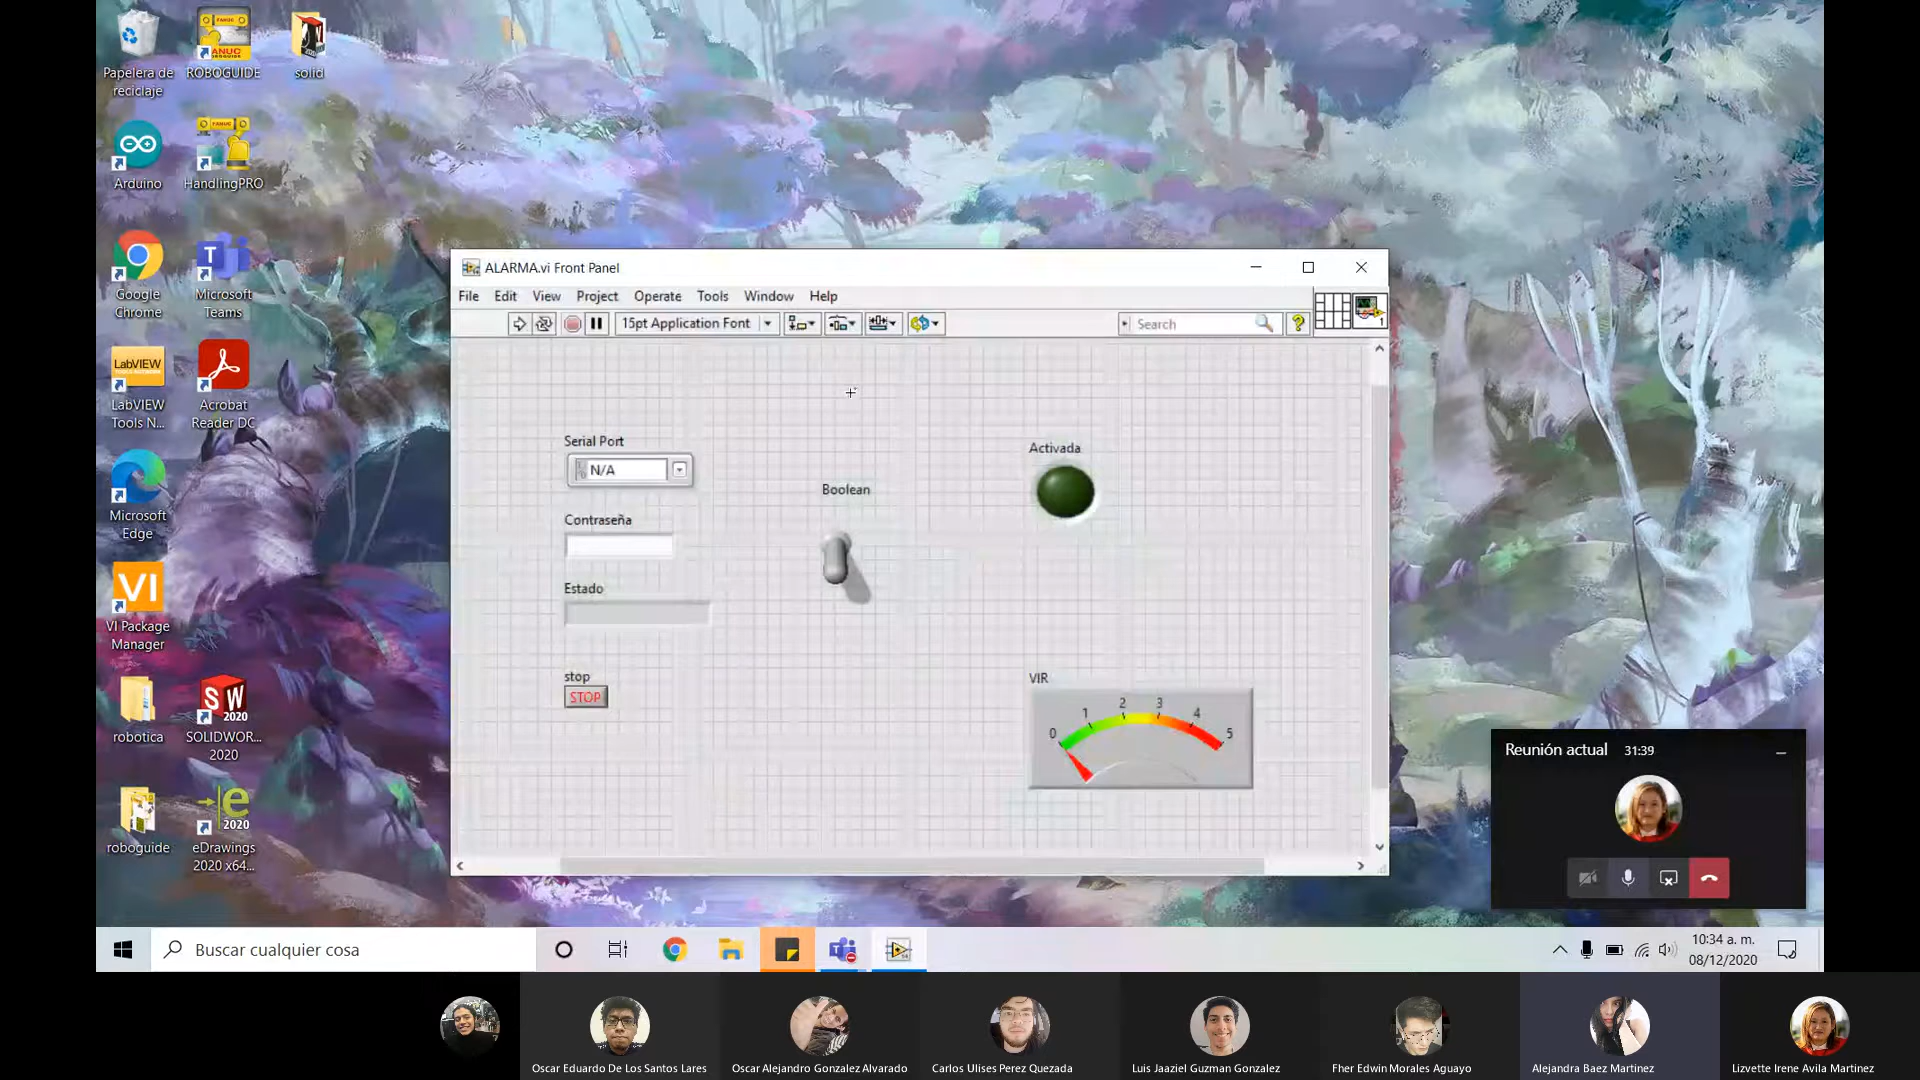 Papelera de
reciclaje
ROBOGUIDE
solid
Arduino
HandlingPRO
Google
Chrome
Microsoft
Teams
LabVIEW
LabVIEW
Tools N...
Acrobat
Reader DC
Microsoft
Edge
VI
VI Package
Manager
robotica
SW
2020
SOLIDWOR...
2020
roboguide
2020
eDrawings
2020 x64...
ALARMA.vi Front Panel
File Edit View Project Operate Tools Window Help
15pt Application Font
Search
Serial Port
N/A
Contraseña
Estado
stop
STOP
Boolean
Activada
VIR
0 1 2 3 4 5
Reunión actual 31:39
Buscar cualquier cosa
10:34 a. m.
08/12/2020
Oscar Eduardo De Los Santos Lares
Oscar Alejandro Gonzalez Alvarado
Carlos Ulises Perez Quezada
Luis Jaaziel Guzman Gonzalez
Fher Edwin Morales Aguayo
Alejandra Baez Martinez
Lizvette Irene Avila Martinez